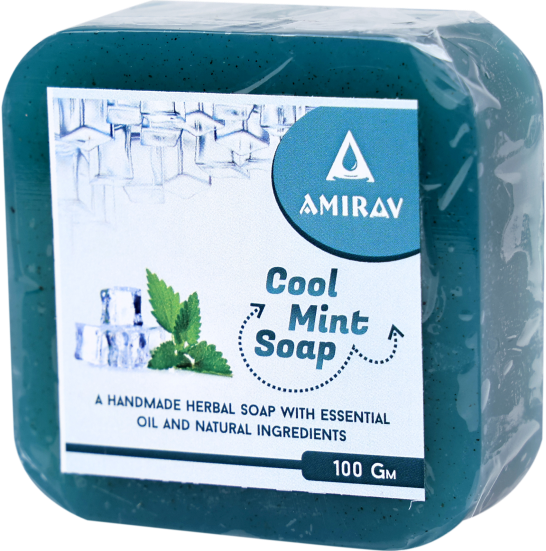 AMIRAV
Cool
Mint
Soap
A HANDMADE HERBAL SOAP WITH ESSENTIAL
OIL AND NATURAL INGREDIENTS
100 GM